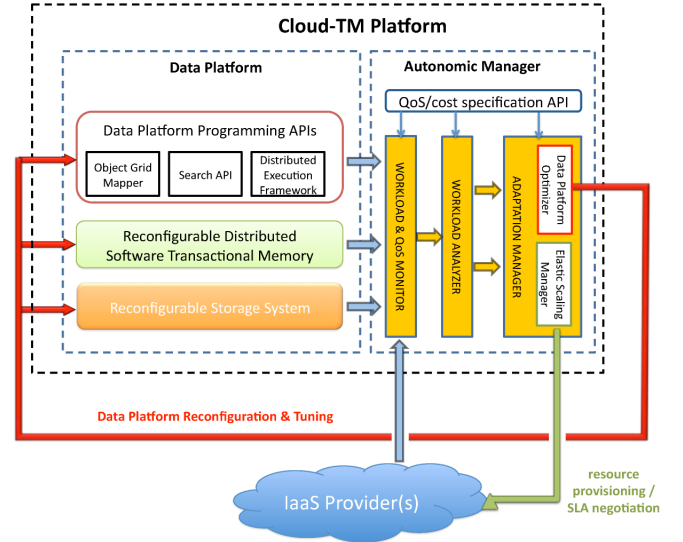 Cloud-TM Platform
Data Platform
Autonomic Manager
QoS/cost specification API
Data Platform Programming APIs
Object Grid
Mapper
Search API
Distributed
Execution
Framework
Reconfigurable Distributed
Software Transactional Memory
Reconfigurable Storage System
WORKLOAD & QoS MONITOR
WORKLOAD ANALYZER
ADAPTATION MANAGER
Data Platform
Optimizer
Elastic Scaling
Manager
Data Platform Reconfiguration & Tuning
IaaS Provider(s)
resource
provisioning /
SLA negotiation